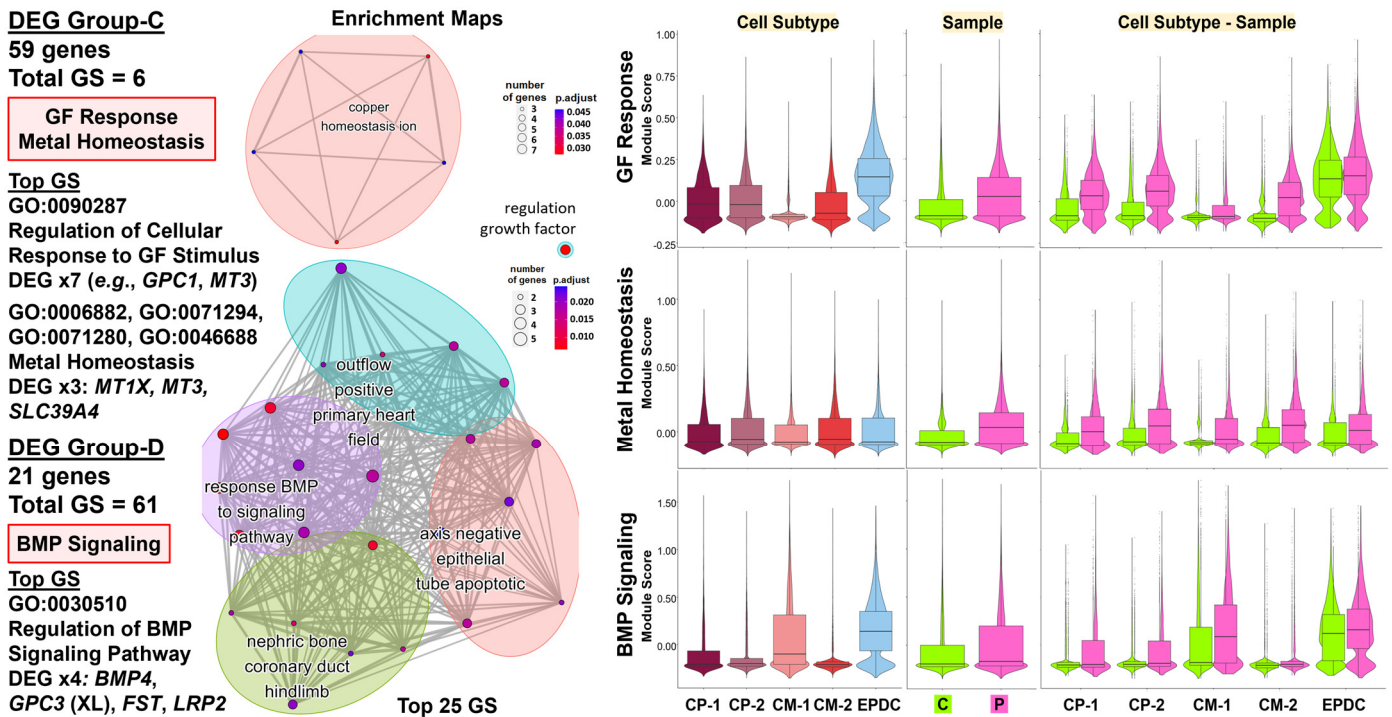 DEG Group-C
59 genes
Total GS = 6
GF Response
Metal Homeostasis
Top GS
GO:0090287
Regulation of Cellular
Response to GF Stimulus
DEG x7 (e.g., GPC1, MT3)
GO:0006882, GO:0071294,
GO:0071280, GO:0046688
Metal Homeostasis
DEG x3: MT1X, MT3,
SLC39A4
DEG Group-D
21 genes
Total GS = 61
BMP Signaling
Top GS
GO:0030510
Regulation of BMP
Signaling Pathway
DEG x4: BMP4,
GPC3 (XL), FST, LRP2
Enrichment Maps
copper
homeostasis ion
number
of genes
p.adjust
3
4
5
6
7
0.045
0.040
0.035
0.030
regulation
growth factor
number
of genes
p.adjust
2
3
4
5
0.020
0.015
0.010
outflow
positive
primary heart
field
response BMP
to signaling
pathway
axis negative
epithelial
tube apoptotic
nephric bone
coronary duct
hindlimb
Top 25 GS
Cell Subtype
Sample
Cell Subtype - Sample
GF Response
Module Score
1.00
0.75
0.50
0.25
0.00
-0.25
Metal Homeostasis
Module Score
1.00
0.50
0.00
BMP Signaling
Module Score
1.50
1.00
0.50
0.00
CP-1 CP-2 CM-1 CM-2 EPDC
C P
CP-1 CP-2 CM-1 CM-2 EPDC